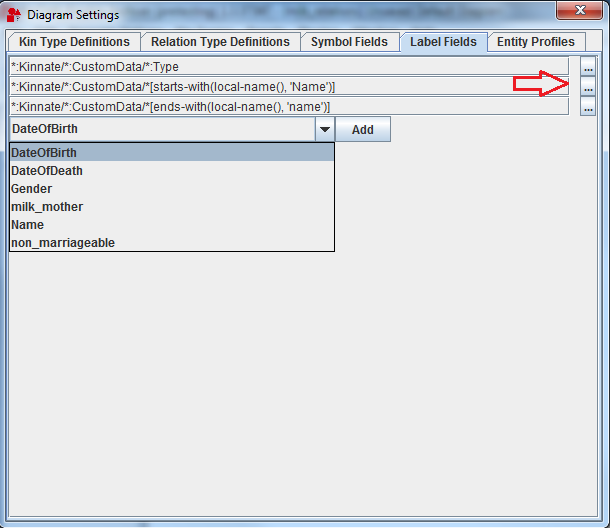 Diagram Settings
Kin Type Definitions Relation Type Definitions Symbol Fields Label Fields Entity Profiles
*:Kinnate/*:CustomData/*:Type ...
*:Kinnate/*:CustomData/*[starts-with(local-name(), 'Name')] ...
*:Kinnate/*:CustomData/*[ends-with(local-name(), 'name')] ...
DateOfBirth Add
DateOfBirth
DateOfDeath
Gender
milk_mother
Name
non_marriageable